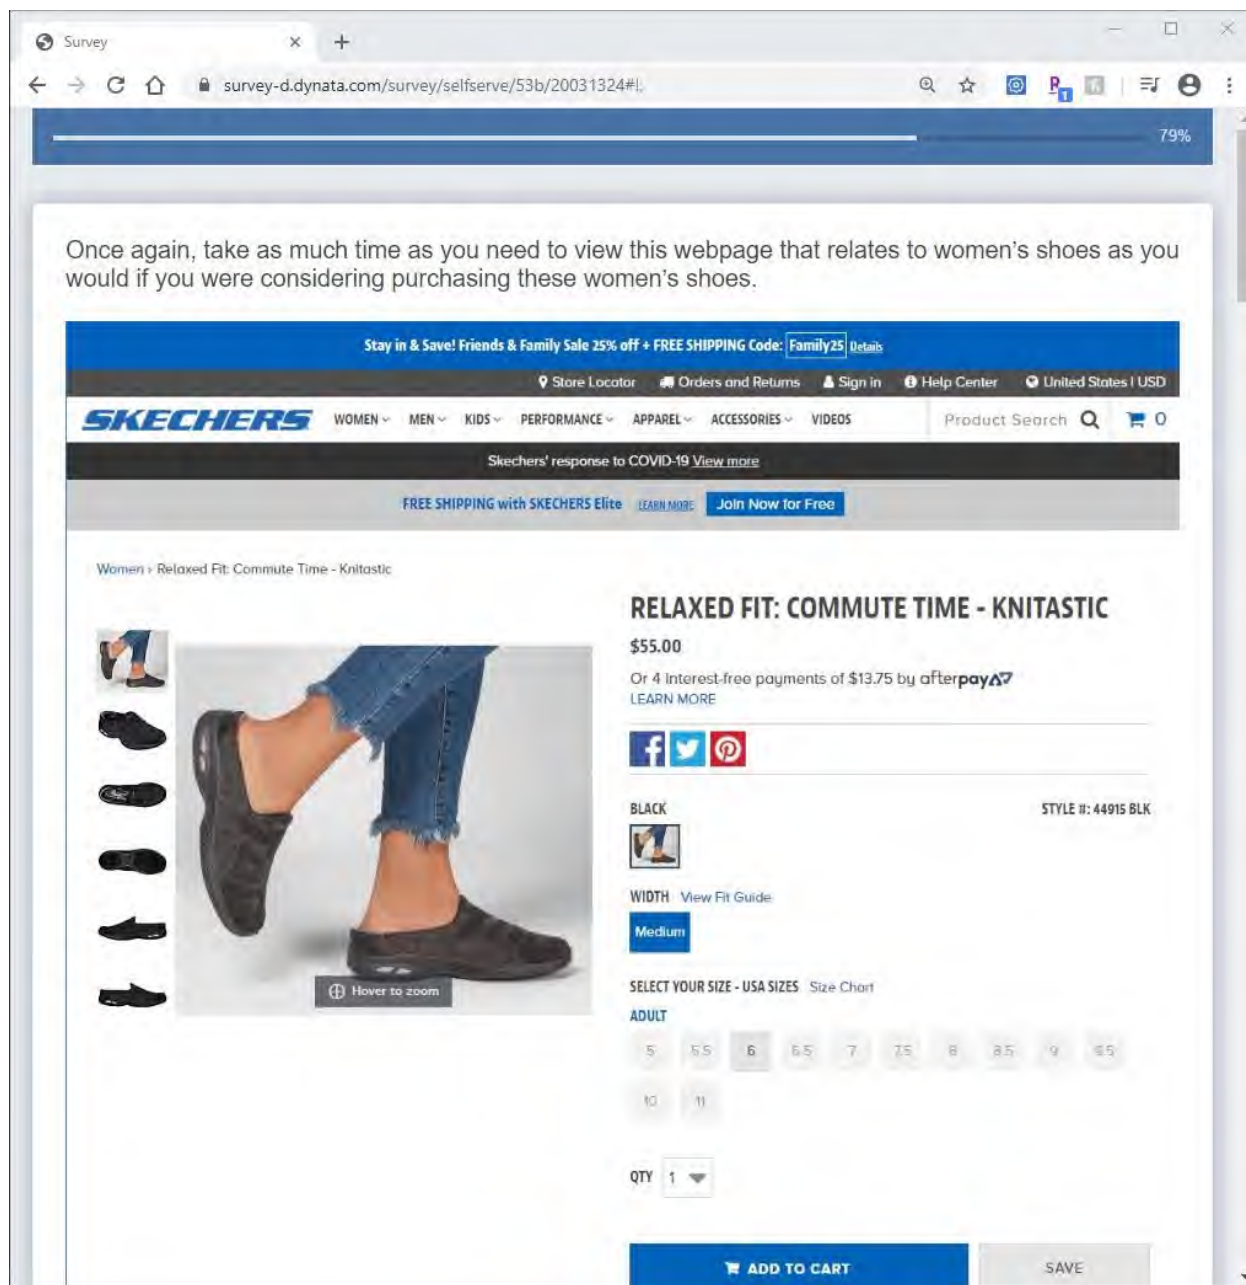 Survey
survey-d.dynata.com/survey/selfserve/53b/20031324#!
79%
Once again, take as much time as you need to view this webpage that relates to women's shoes as you
would if you were considering purchasing these women's shoes.
Stay in & Save! Friends & Family Sale 25% off + FREE SHIPPING Code: Family25 Details
Store Locator Orders and Returns Sign in Help Center United States | USD
SKECHERS WOMEN MEN KIDS PERFORMANCE APPAREL ACCESSORIES VIDEOS Product Search 0
Skechers' response to COVID-19 View more
FREE SHIPPING with SKECHERS Elite LEARN MORE Join Now for Free
Women › Relaxed Fit: Commute Time - Knitastic
RELAXED FIT: COMMUTE TIME - KNITASTIC
$55.00
Or 4 interest-free payments of $13.75 by afterpay
LEARN MORE
BLACK STYLE #: 44915 BLK
WIDTH View Fit Guide
Medium
Hover to zoom
SELECT YOUR SIZE - USA SIZES Size Chart
ADULT
5 5.5 6 6.5 7 7.5 8 8.5 9 9.5
10 11
QTY 1
ADD TO CART SAVE